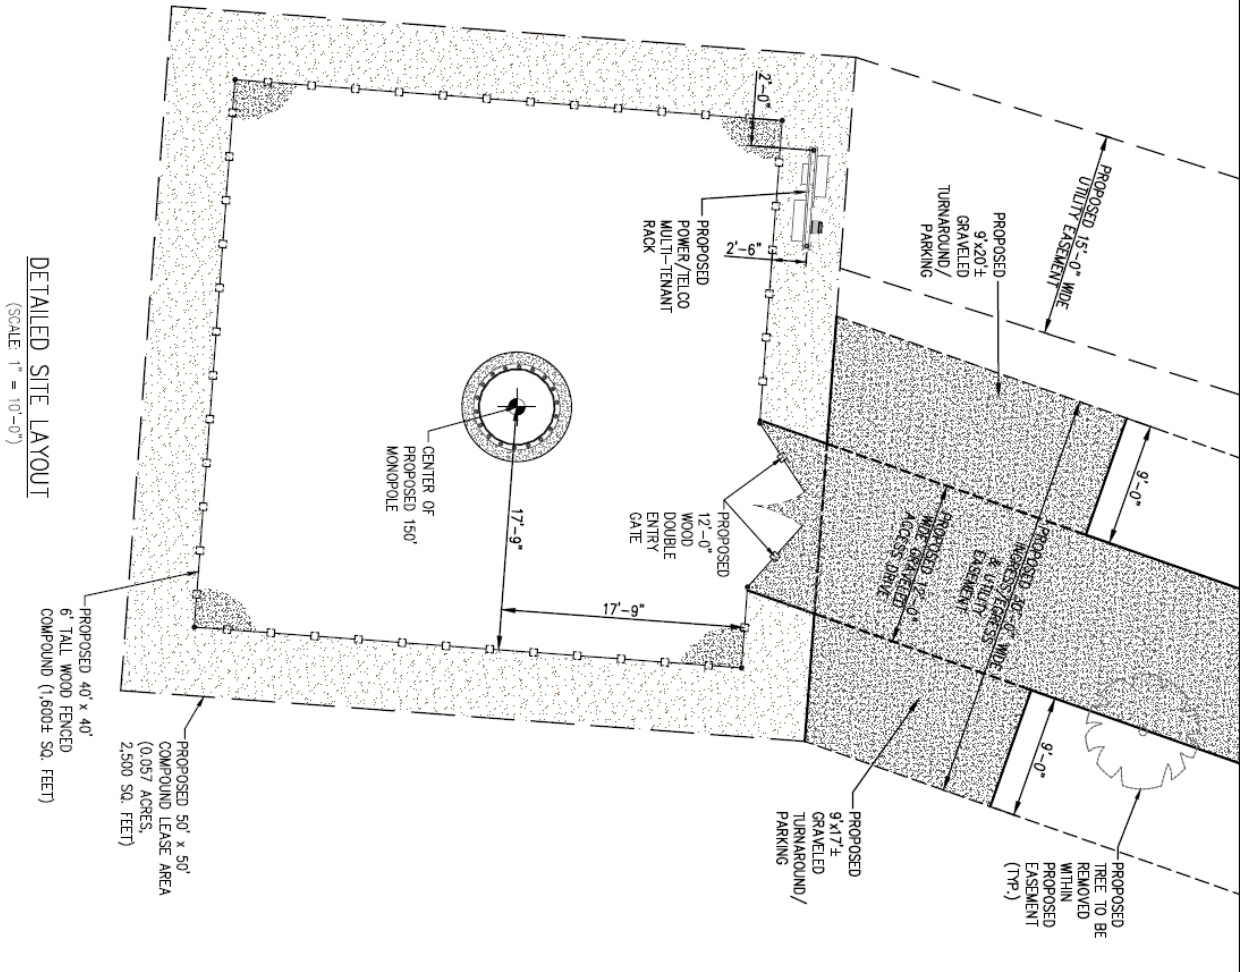 PROPOSED 15'-0" WIDE
UTILITY EASEMENT
PROPOSED
9'x20'±
GRAVELED
TURNAROUND/
PARKING
2'-0"
PROPOSED
POWER/TELCO
MULTI-TENANT
RACK
2'-6"
9'-0"
PROPOSED 30'-0" WIDE
INGRESS/EGRESS
& UTILITY
EASEMENT
PROPOSED 12'-0"
WIDE GRAVELED
ACCESS DRIVE
PROPOSED
12'-0"
WOOD
DOUBLE
ENTRY
GATE
CENTER OF
PROPOSED 150'
MONOPOLE
17'-9"
17'-9"
9'-0"
PROPOSED
TREE TO BE
REMOVED
WITHIN
PROPOSED
EASEMENT
(TYP.)
PROPOSED
9'x17'±
GRAVELED
TURNAROUND/
PARKING
PROPOSED 50' x 50'
COMPOUND LEASE AREA
(0.057 ACRES,
2,500 SQ. FEET)
PROPOSED 40' x 40'
6' TALL WOOD FENCED
COMPOUND (1,600± SQ. FEET)
DETAILED SITE LAYOUT
(SCALE: 1" = 10'-0")